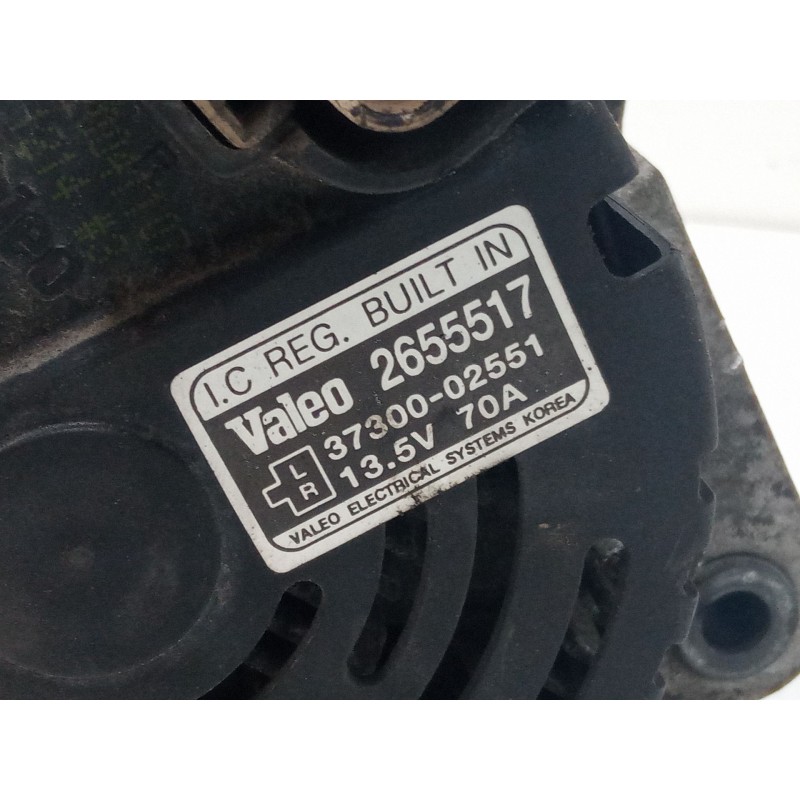 I.C REG. BUILT IN
Valeo 2655517
37300-02551
L
R
13.5V 70A
VALEO ELECTRICAL SYSTEMS KOREA